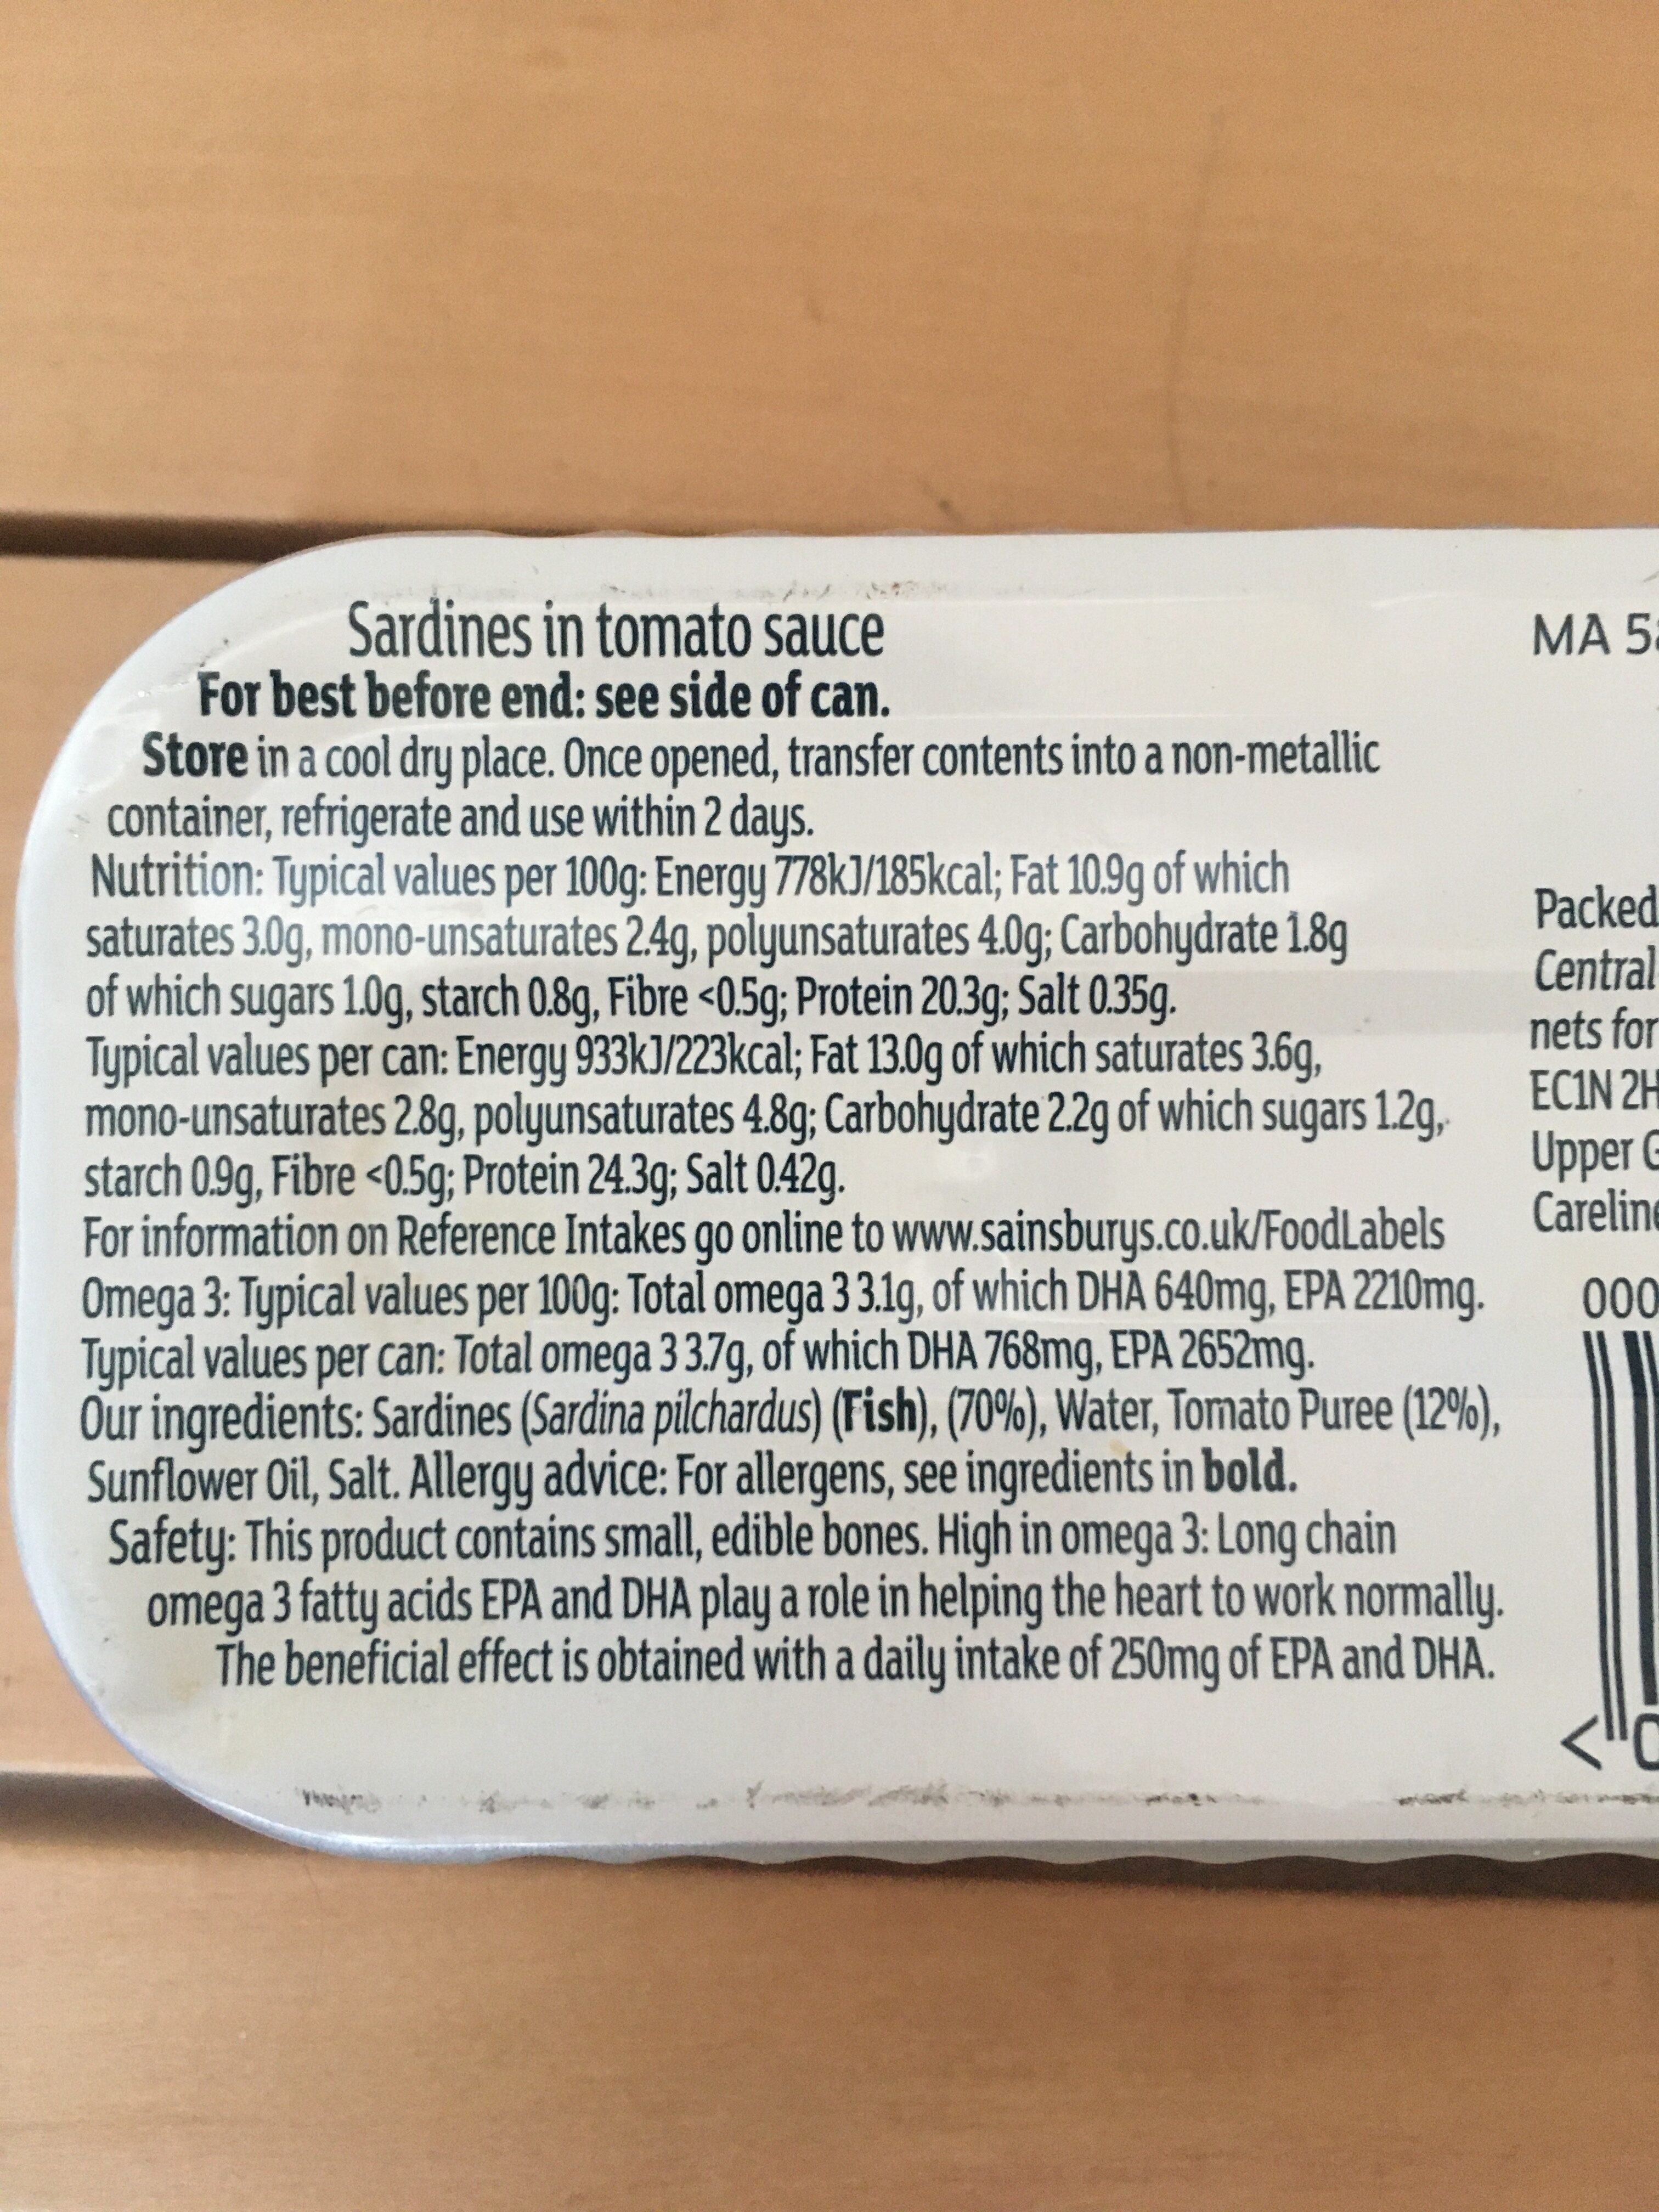 Sardines in tomato sauce
For best before end: see side of can.
Store in a cool dry place. Once opened, transfer contents into a non-metallic
container, refrigerate and use within 2 days.
Nutrition: Typical values per 100g: Energy 778kJ/185kcal; Fat 10.9g of which
saturates 3.0g, mono-unsaturates 2.4g, polyunsaturates 4.0g; Carbohydrate 1.8g
of which sugars 1.0g, starch 0.8g, Fibre <0.5g; Protein 20.3g; Salt 0.35g.
Typical values per can: Energy 933kJ/223kcal; Fat 13.0g of which saturates 3.6g,
mono-unsaturates 2.8g, polyunsaturates 4.8g; Carbohydrate 2.2g of which sugars 1.2g,
starch 0.9g, Fibre <0.5g; Protein 24.3g; Salt 0.42g.
For information on Reference Intakes go online to www.sainsburys.co.uk/FoodLabels
Omega 3: Typical values per 100g: Total omega 3 3.1g, of which DHA 640mg, EPA 2210mg.
Typical values per can: Total omega 3 3.7g, of which DHA 768mg, EPA 2652mg.
Our ingredients: Sardines (Sardina pilchardus) (Fish), (70%), Water, Tomato Puree (12%),
Sunflower Oil, Salt. Allergy advice: For allergens, see ingredients in bold.
Safety: This product contains small, edible bones. High in omega 3: Long chain
omega 3 fatty acids EPA and DHA play a role in helping the heart to work normally.
The beneficial effect is obtained with a daily intake of 250mg of EPA and DHA.
MA
Packed
Central
nets for
EC1N 2H
Upper G
Careline
000
<